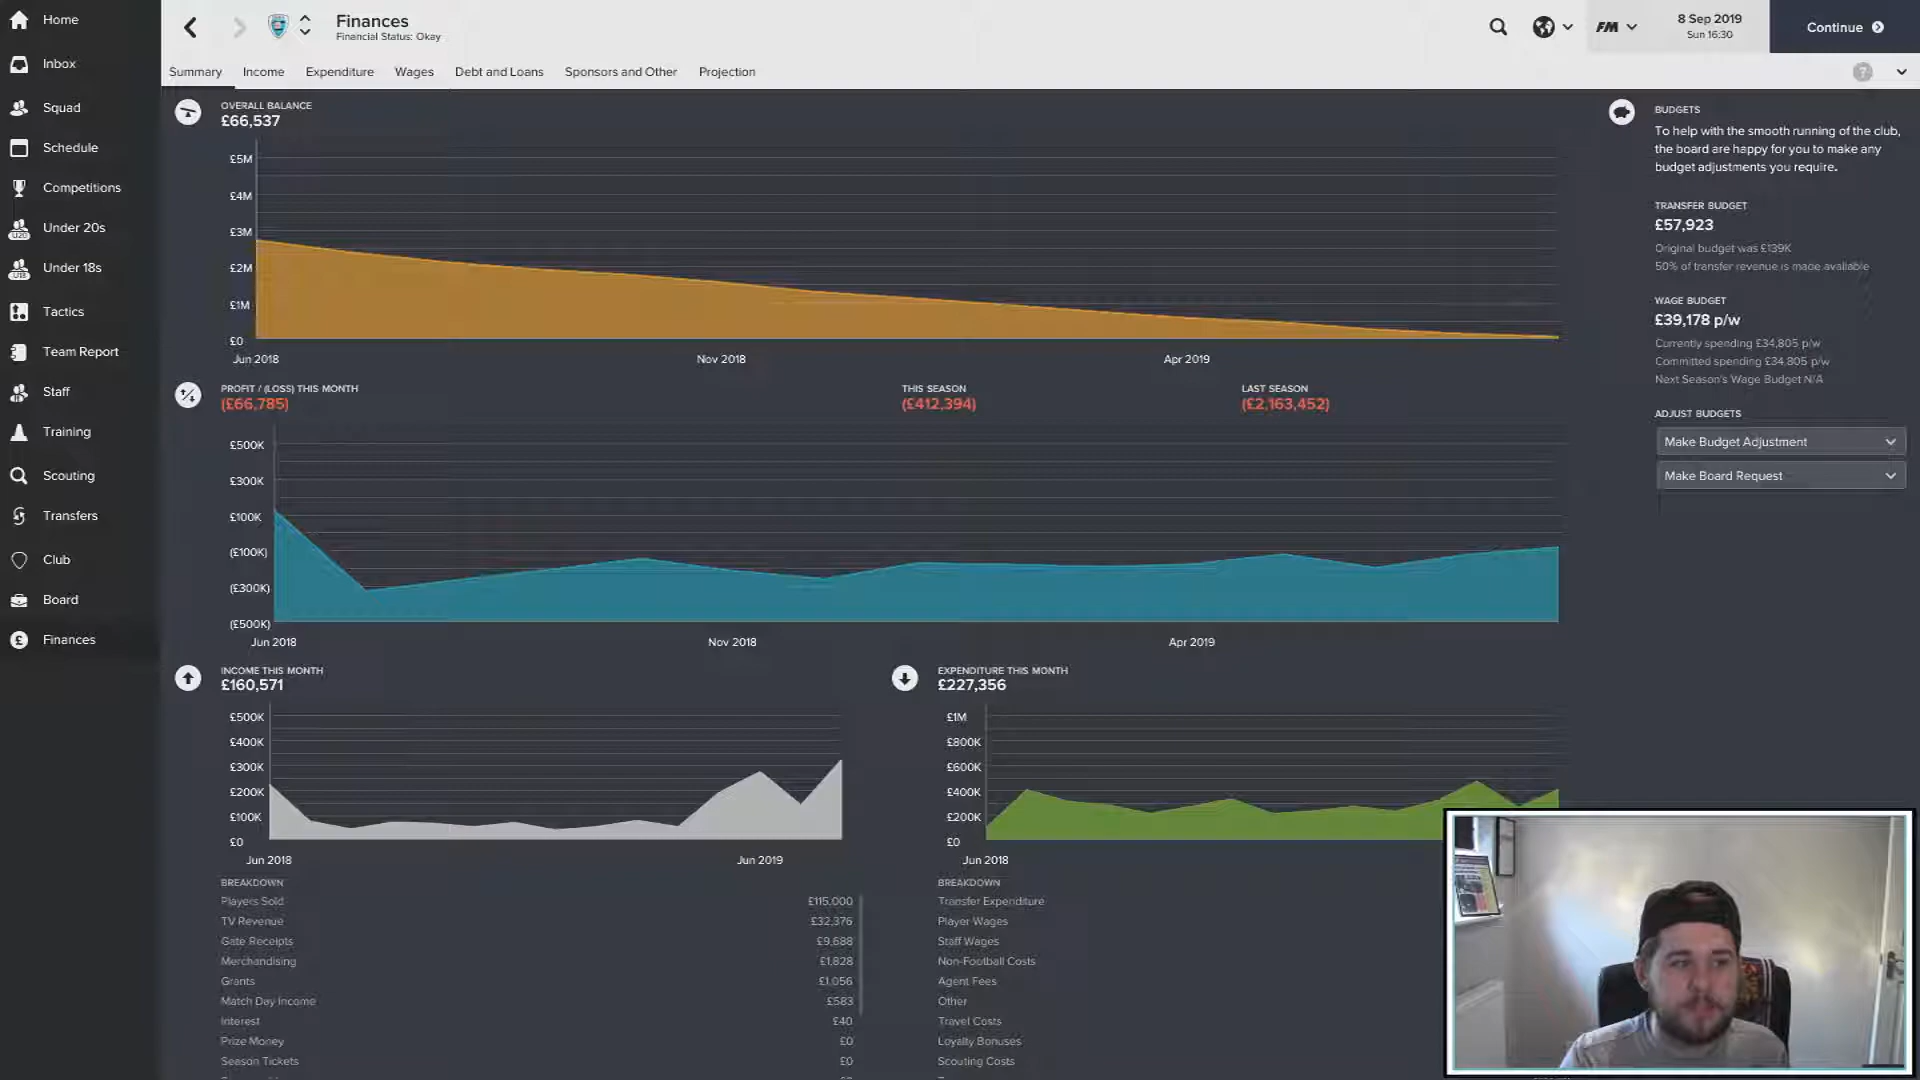 Home
Inbox
Squad
Schedule
Competitions
Under 20s
Under 18s
Tactics
Team Report
Staff
Training
Scouting
Transfers
Club
Board
Finances
Finances
Financial Status: Okay
FM
8 Sep 2019
Sun 16:30
Continue
Summary Income Expenditure Wages Debt and Loans Sponsors and Other Projection
?
OVERALL BALANCE
£66,537
£5M
£4M
£3M
£2M
£1M
£0
Jun 2018 Nov 2018 Apr 2019
PROFIT / (LOSS) THIS MONTH
(£66,785)
THIS SEASON
(£412,394)
LAST SEASON
(£2,163,452)
£500K
£300K
£100K
(£100K)
(£300K)
(£500K)
Jun 2018 Nov 2018 Apr 2019
INCOME THIS MONTH
£160,571
£500K
£400K
£300K
£200K
£100K
£0
Jun 2018 Jun 2019
BREAKDOWN
Players Sold £115,000
TV Revenue £32,376
Gate Receipts £9,688
Merchandising £1,828
Grants £1,056
Match Day Income £583
Interest £40
Prize Money £0
Season Tickets £0
EXPENDITURE THIS MONTH
£227,356
£1M
£800K
£600K
£400K
£200K
£0
Jun 2018
BREAKDOWN
Transfer Expenditure
Player Wages
Staff Wages
Non-Football Costs
Agent Fees
Other
Travel Costs
Loyalty Bonuses
Scouting Costs
BUDGETS
To help with the smooth running of the club,
the board are happy for you to make any
budget adjustments you require.
TRANSFER BUDGET
£57,923
Original budget was £139K
50% of transfer revenue is made available
WAGE BUDGET
£39,178 p/w
Currently spending £34,805 p/w
Committed spending £34,805 p/w
Next Season's Wage Budget N/A
ADJUST BUDGETS
Make Budget Adjustment
Make Board Request